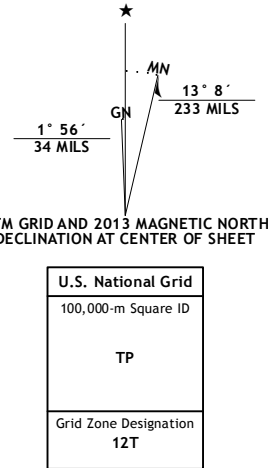 ★
MN
13° 8´
233 MILS
GN
1° 56´
34 MILS
TM GRID AND 2013 MAGNETIC NORTH
DECLINATION AT CENTER OF SHEET
U.S. National Grid
100,000-m Square ID
TP
Grid Zone Designation
12T